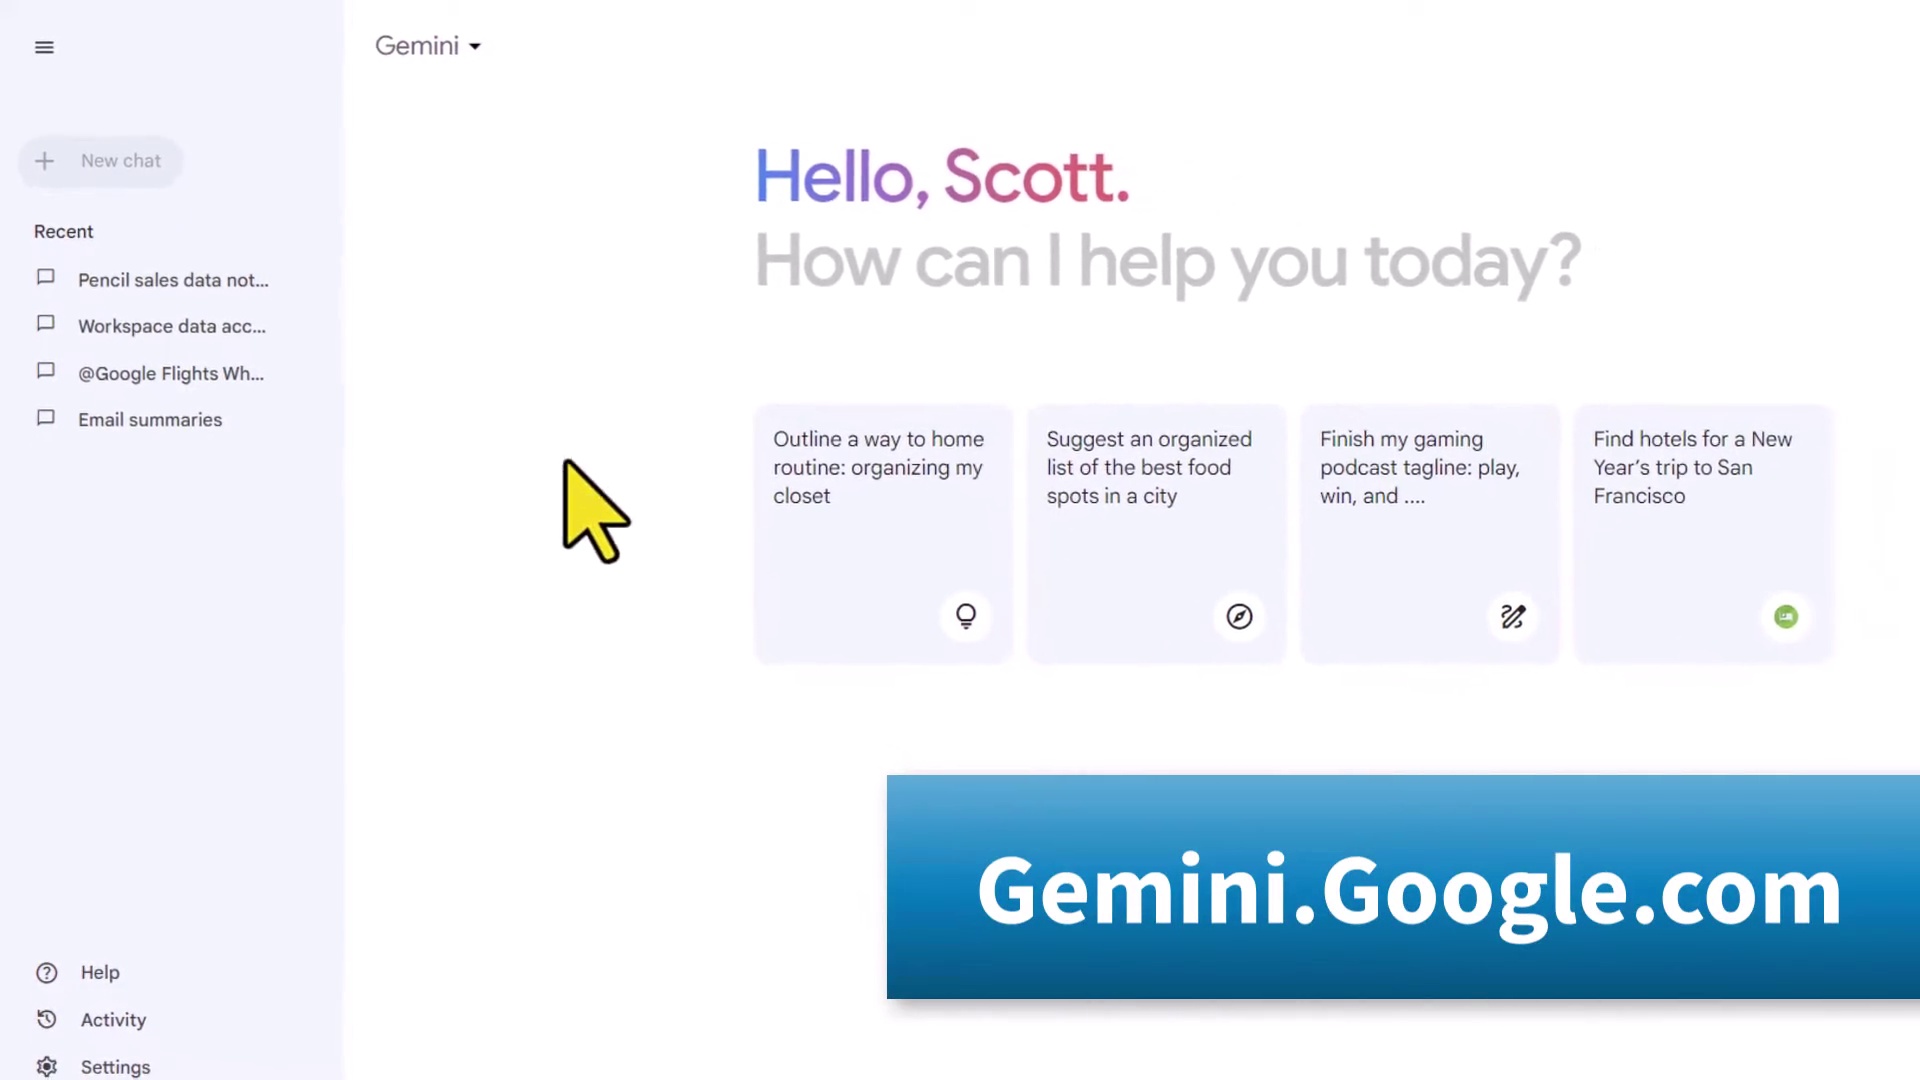 Gemini
New chat
Recent
Pencil sales data not...
Workspace data acc...
@Google Flights Wh...
Email summaries
Hello, Scott.
How can I help you today?
Outline a way to home
routine: organizing my
closet
Suggest an organized
list of the best food
spots in a city
Finish my gaming
podcast tagline: play,
win, and ....
Find hotels for a New
Year’s trip to San
Francisco
Gemini.Google.com
Help
Activity
Settings